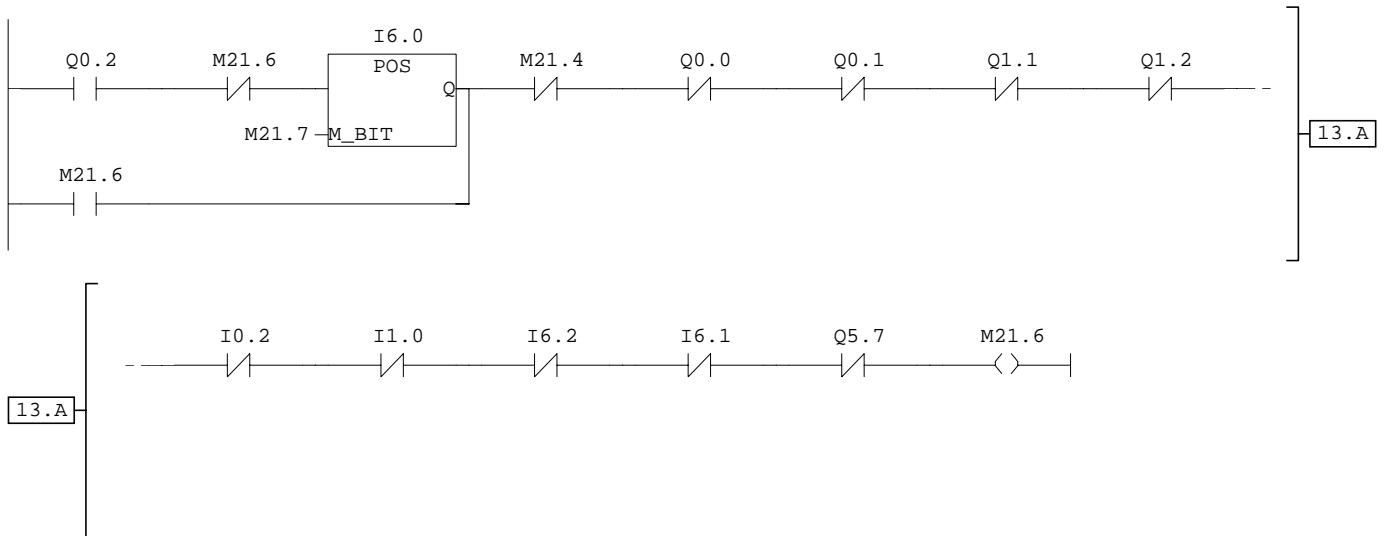 I6.0
Q0.2 M21.6 POS M21.4 Q0.0 Q0.1 Q1.1 Q1.2
Q
M21.7 M_BIT 13.A
M21.6
I0.2 I1.0 I6.2 I6.1 Q5.7 M21.6
13.A